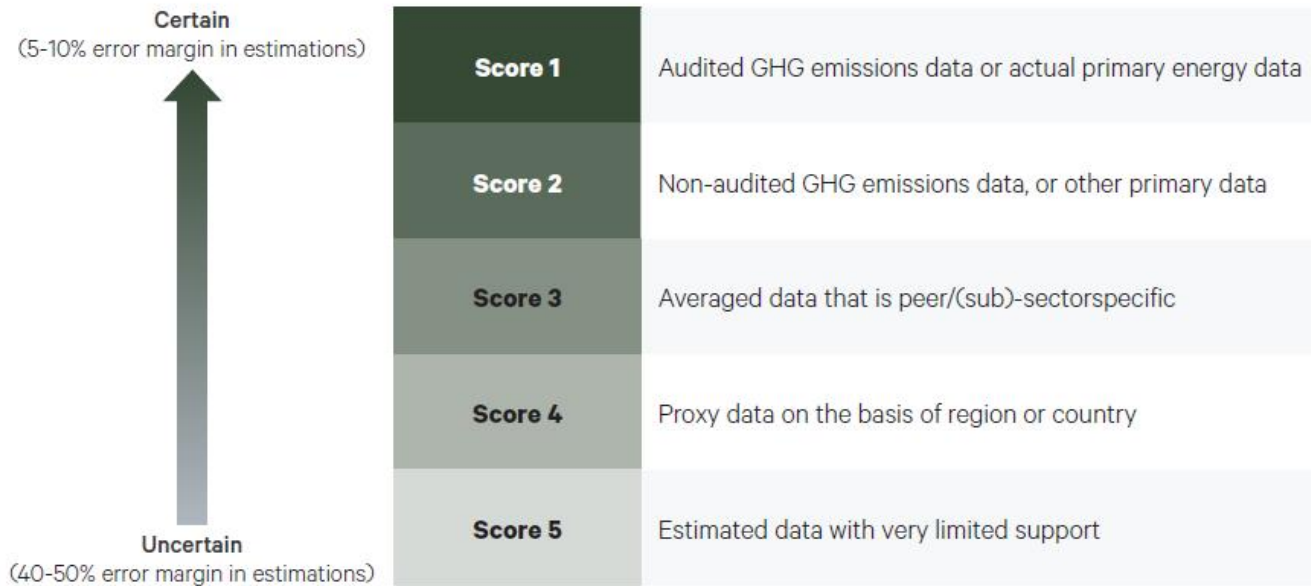 Certain
(5-10% error margin in estimations)
Score 1
Audited GHG emissions data or actual primary energy data
Score 2
Non-audited GHG emissions data, or other primary data
Score 3
Averaged data that is peer/(sub)-sectorspecific
Score 4
Proxy data on the basis of region or country
Score 5
Estimated data with very limited support
Uncertain
(40-50% error margin in estimations)